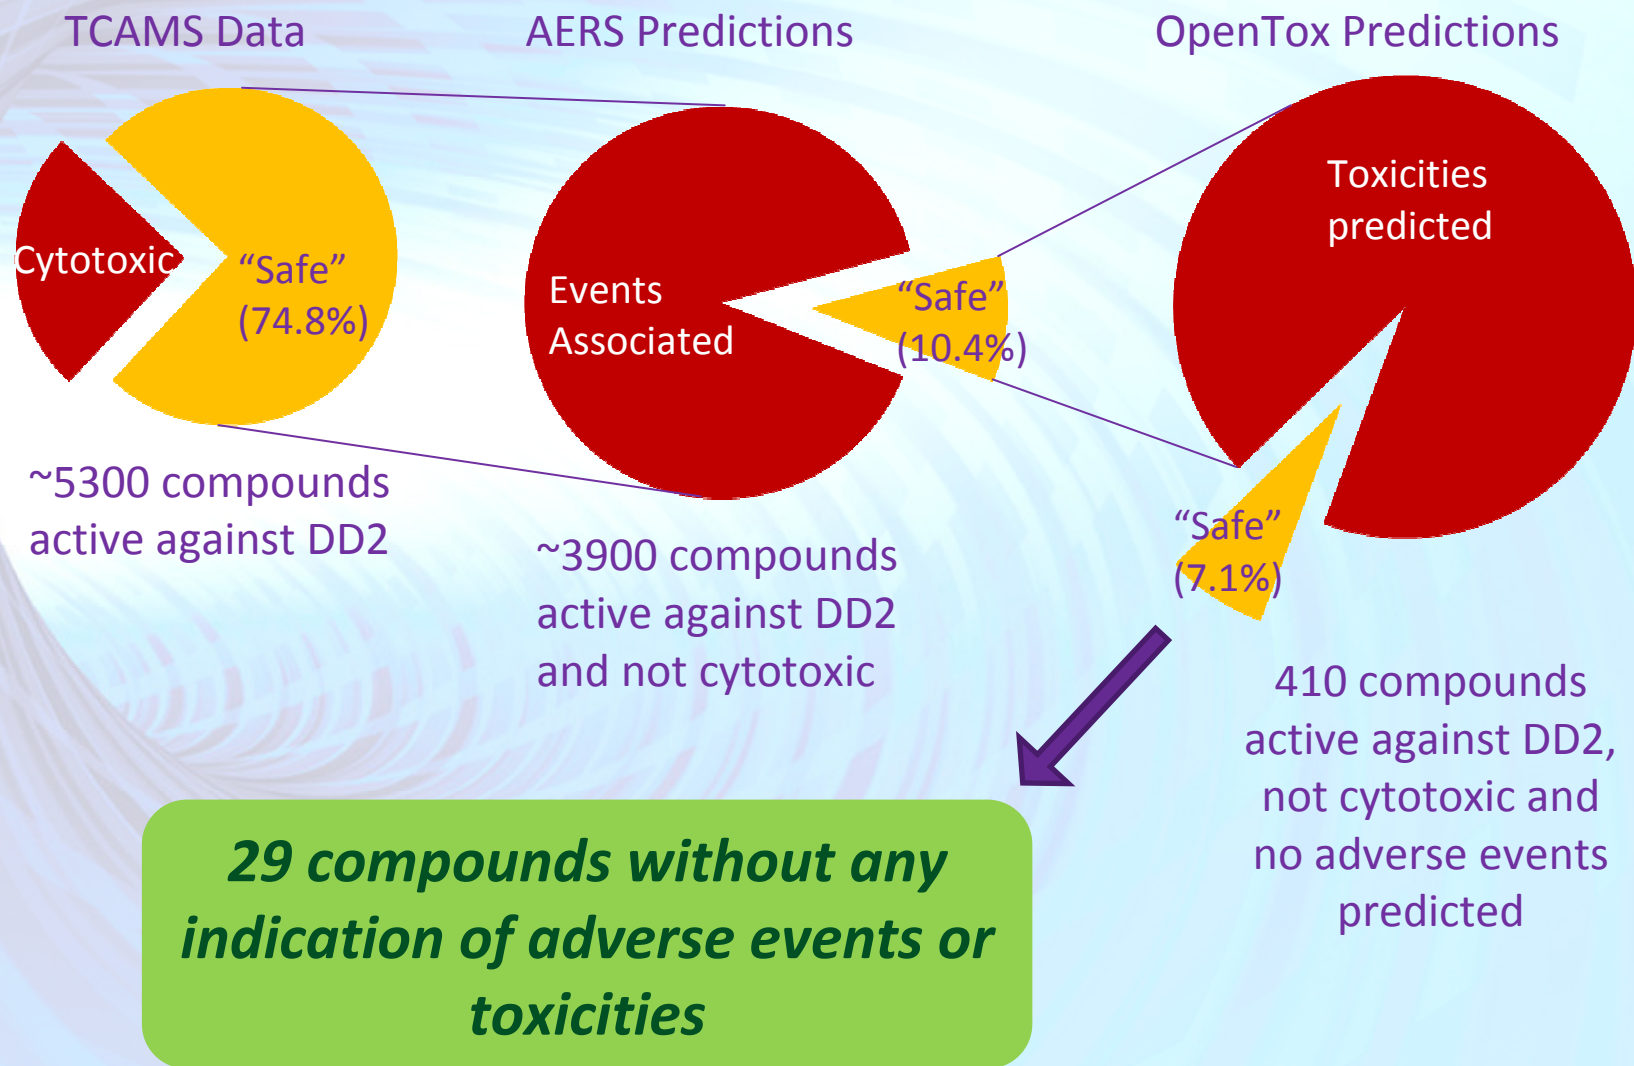 TCAMS Data
Cytotoxic
“Safe”
(74.8%)
~5300 compounds
active against DD2
AERS Predictions
Events
Associated
“Safe”
(10.4%)
~3900 compounds
active against DD2
and not cytotoxic
OpenTox Predictions
Toxicities
predicted
“Safe”
(7.1%)
410 compounds
active against DD2,
not cytotoxic and
no adverse events
predicted
29 compounds without any
indication of adverse events or
toxicities